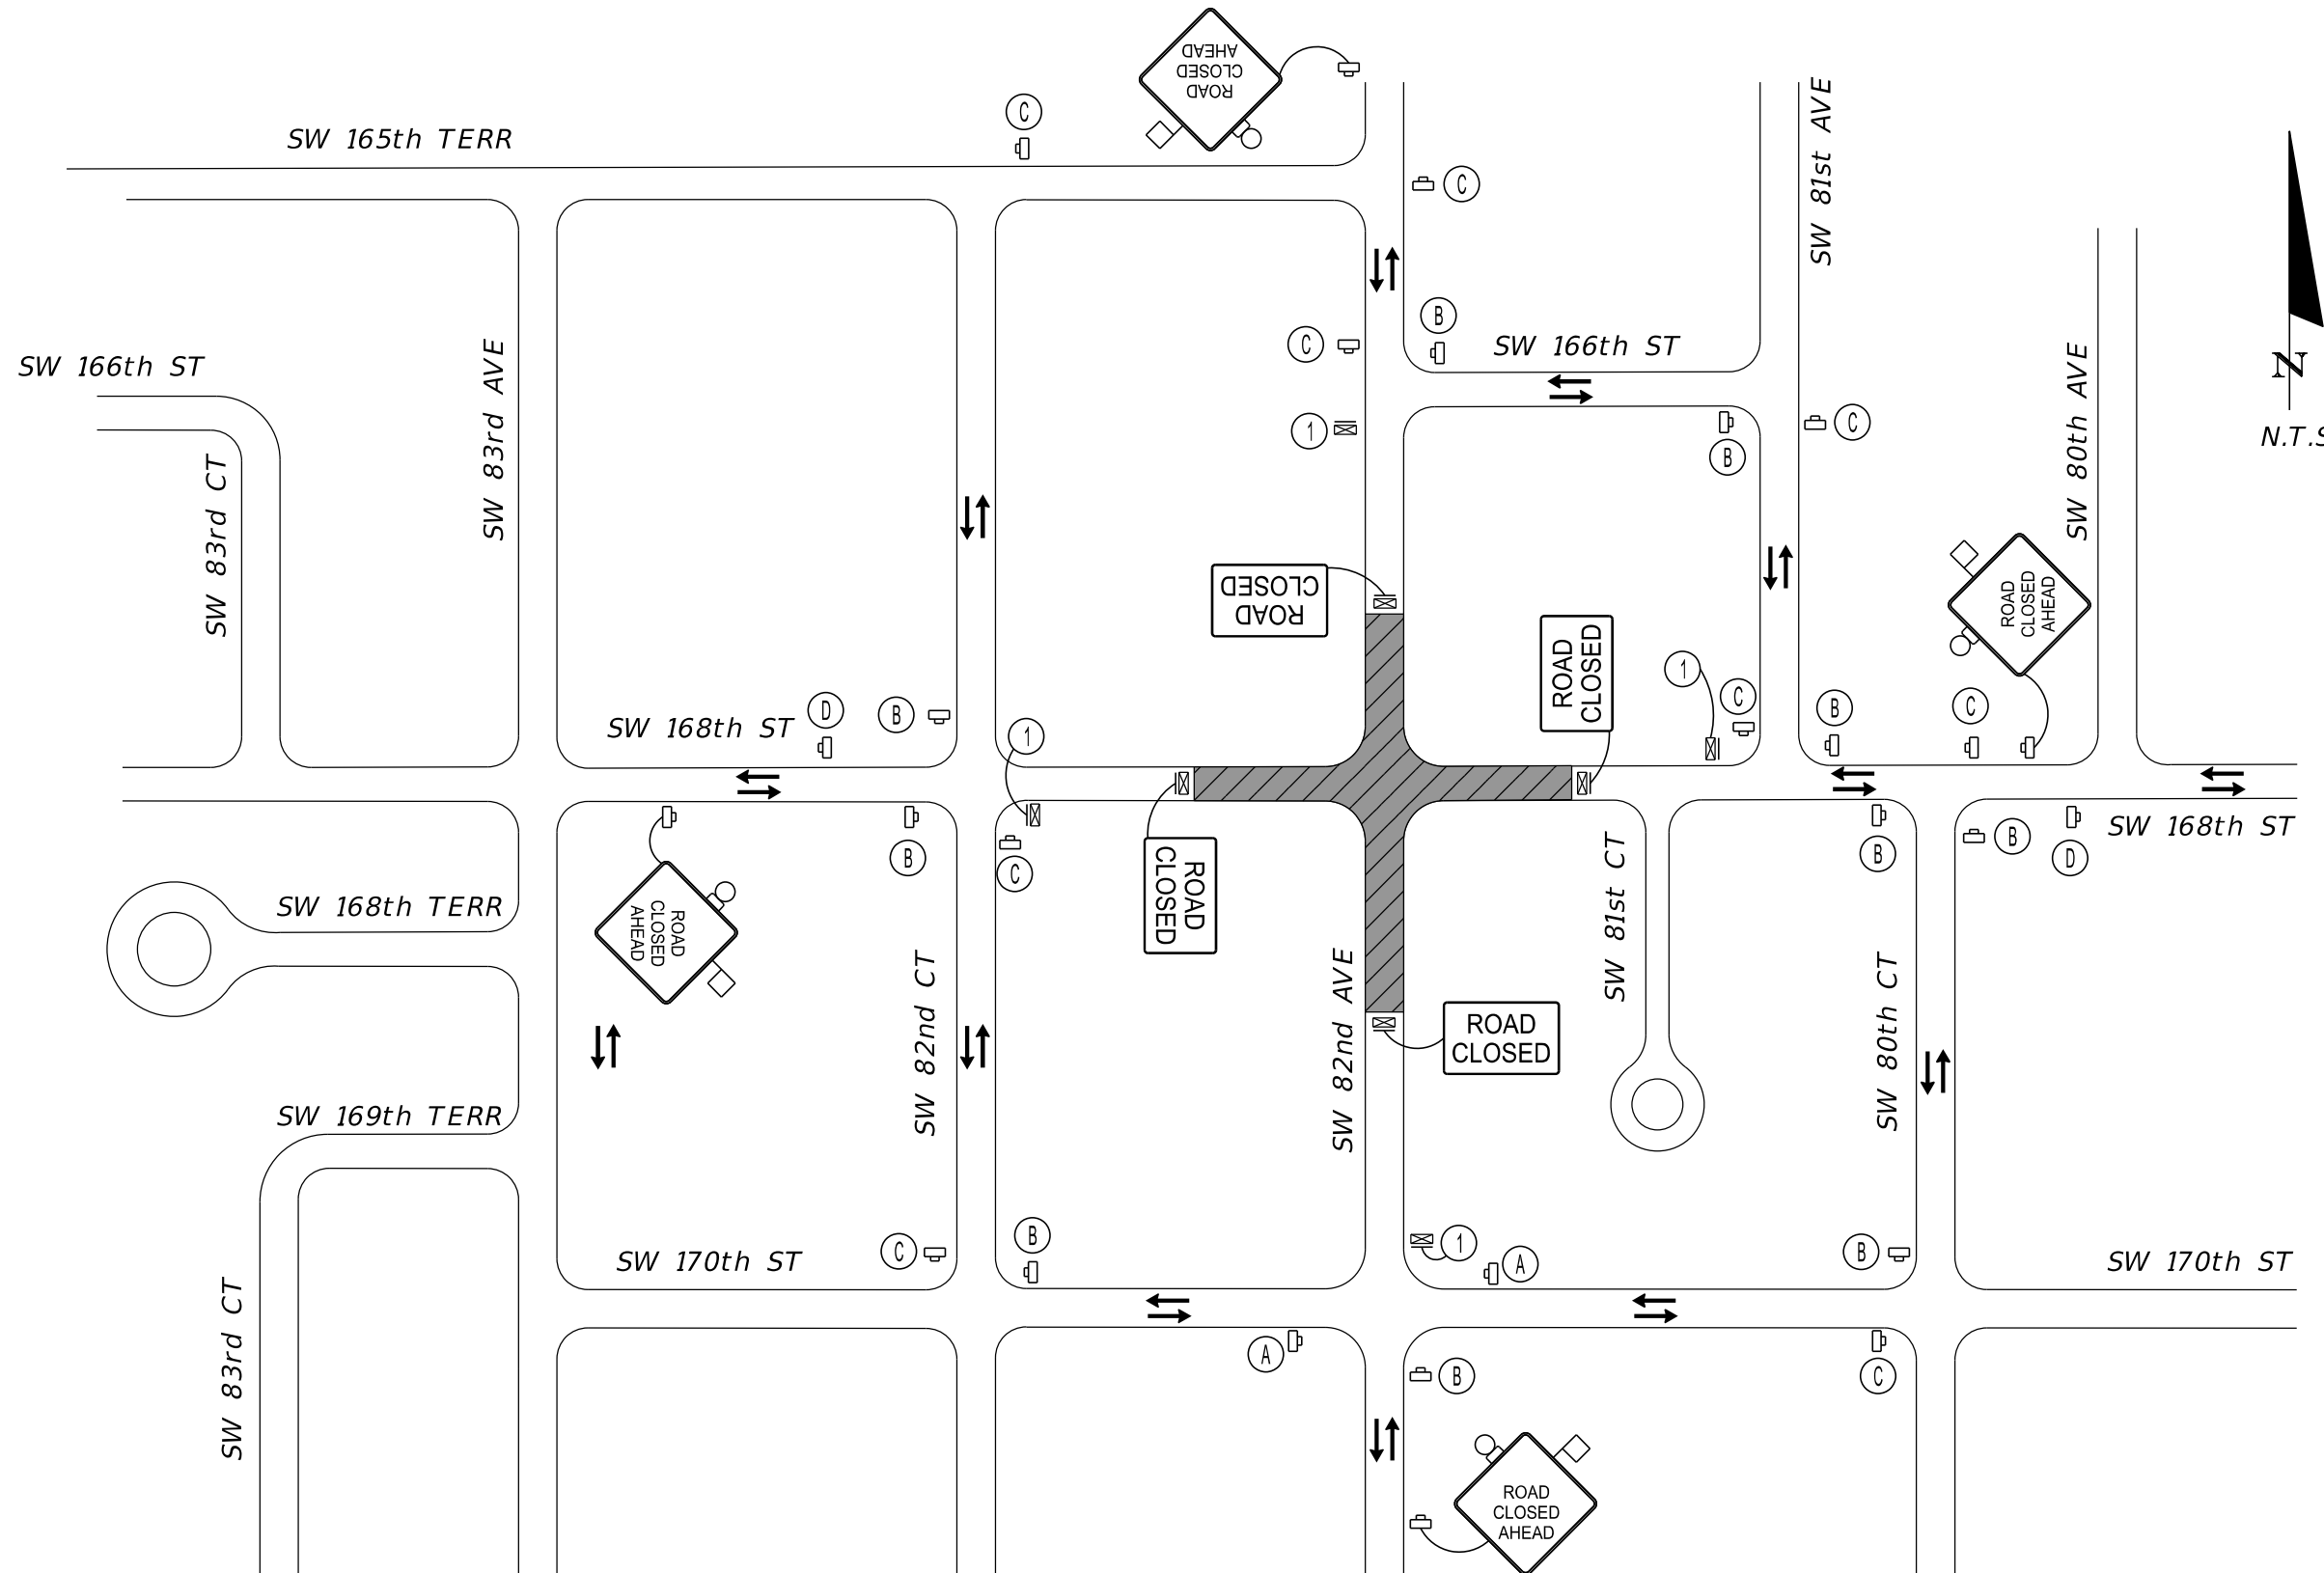 ROAD
CLOSED
AHEAD
C
SW 165th TERR
C
SW 81st AVE
B
SW 166th ST
SW 166th ST
C
SW 83rd AVE
SW 80th AVE
N
N.T.S
1
C
B
SW 83rd CT
ROAD
CLOSED
AHEAD
ROAD
CLOSED
ROAD
CLOSED
1
C
B
C
D
B
SW 168th ST
1
SW 168th ST
B
B
D
B
C
ROAD
CLOSED
SW 168th TERR
ROAD
CLOSED
AHEAD
SW 81st CT
SW 82nd CT
SW 82nd AVE
SW 80th CT
ROAD
CLOSED
SW 169th TERR
B
1
C
A
B
SW 170th ST
SW 170th ST
SW 83rd CT
A
B
C
ROAD
CLOSED
AHEAD